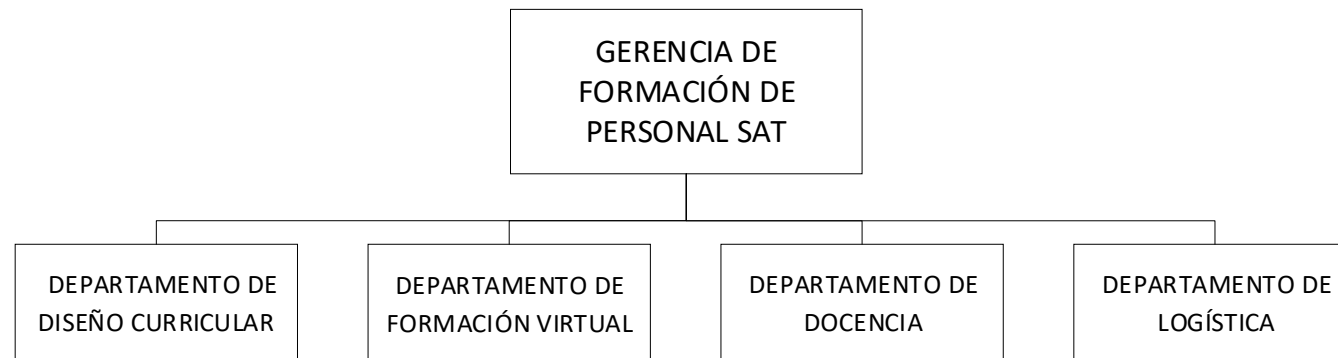 GERENCIA DE
FORMACIÓN DE
PERSONAL SAT
DEPARTAMENTO DE
DISEÑO CURRICULAR
DEPARTAMENTO DE
FORMACIÓN VIRTUAL
DEPARTAMENTO DE
DOCENCIA
DEPARTAMENTO DE
LOGÍSTICA